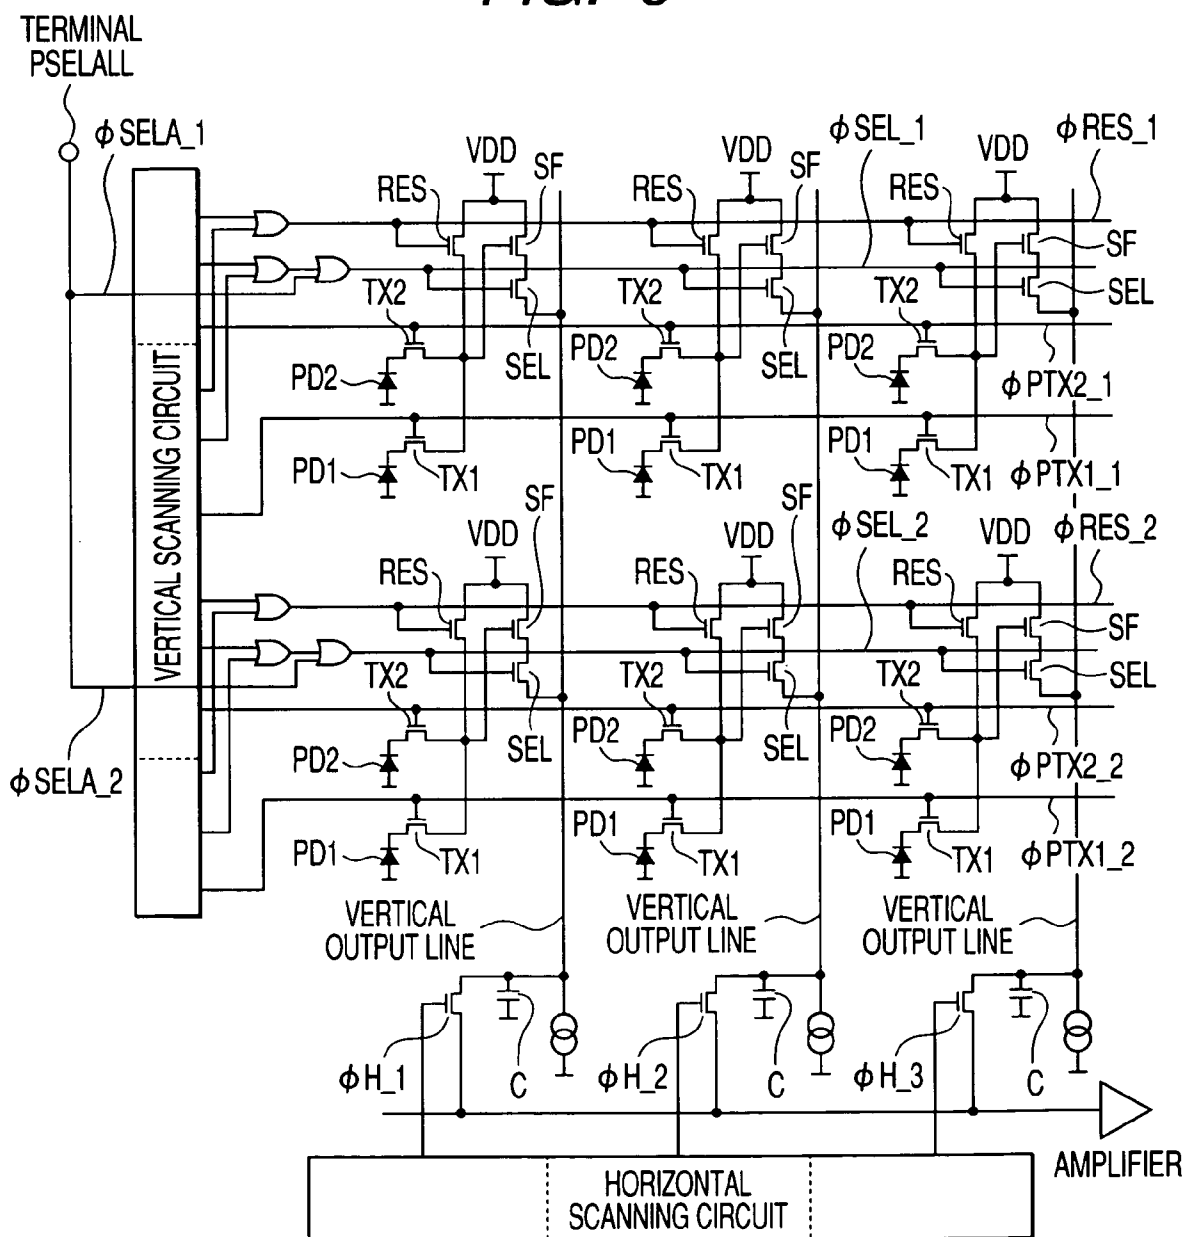 TERMINAL
PSELALL
ϕSELA_1
ϕSEL_1
ϕRES_1
VDD
SF
VDD
SF
VDD
RES
RES
RES
SF
TX2
TX2
TX2
SEL
PD2
SEL
PD2
SEL
PD2
ϕPTX2_1
VERTICAL SCANNING CIRCUIT
PD1
TX1
PD1
TX1
PD1
TX1
ϕPTX1_1
SF
SF
ϕSEL_2
ϕRES_2
VDD
VDD
VDD
RES
RES
RES
SF
TX2
TX2
TX2
SEL
PD2
SEL
PD2
SEL
PD2
ϕPTX2_2
ϕSELA_2
PD1
TX1
PD1
TX1
PD1
TX1
ϕPTX1_2
VERTICAL
OUTPUT LINE
VERTICAL
OUTPUT LINE
VERTICAL
OUTPUT LINE
ϕH_1
C
ϕH_2
C
ϕH_3
C
AMPLIFIER
HORIZONTAL
SCANNING CIRCUIT